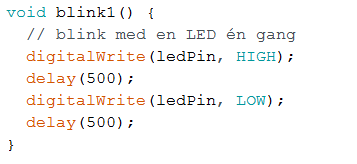 void blink1() {
  // blink med en LED én gang
  digitalWrite(ledPin, HIGH);
  delay(500);
  digitalWrite(ledPin, LOW);
  delay(500);
}